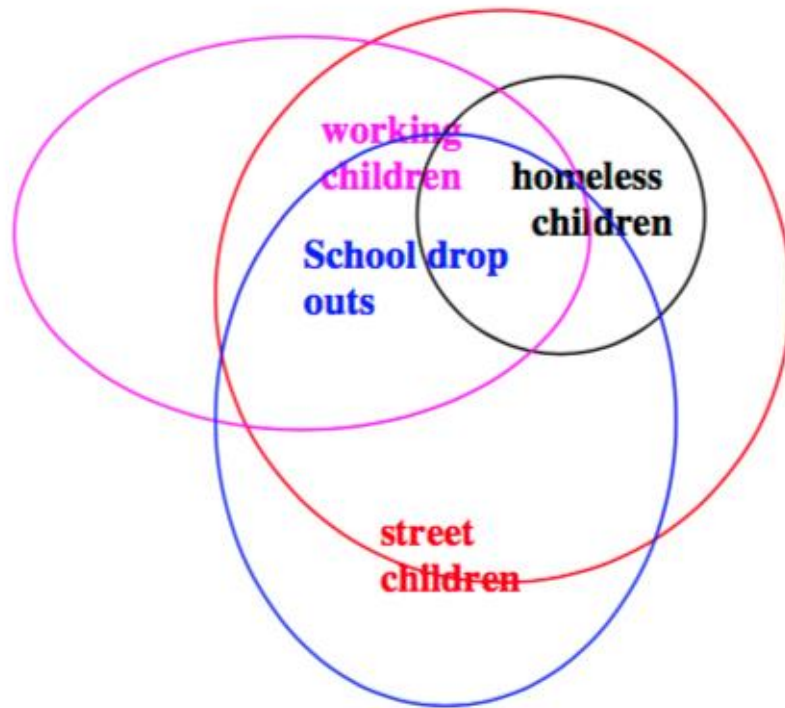 working
children
homeless
children
School drop
outs
street
children